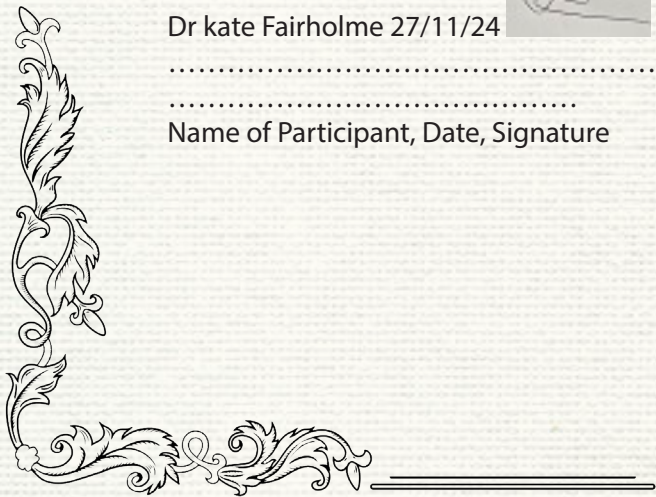 Dr kate Fairholme 27/11/24
………………………………………………
………………………………………
Name of Participant, Date, Signature